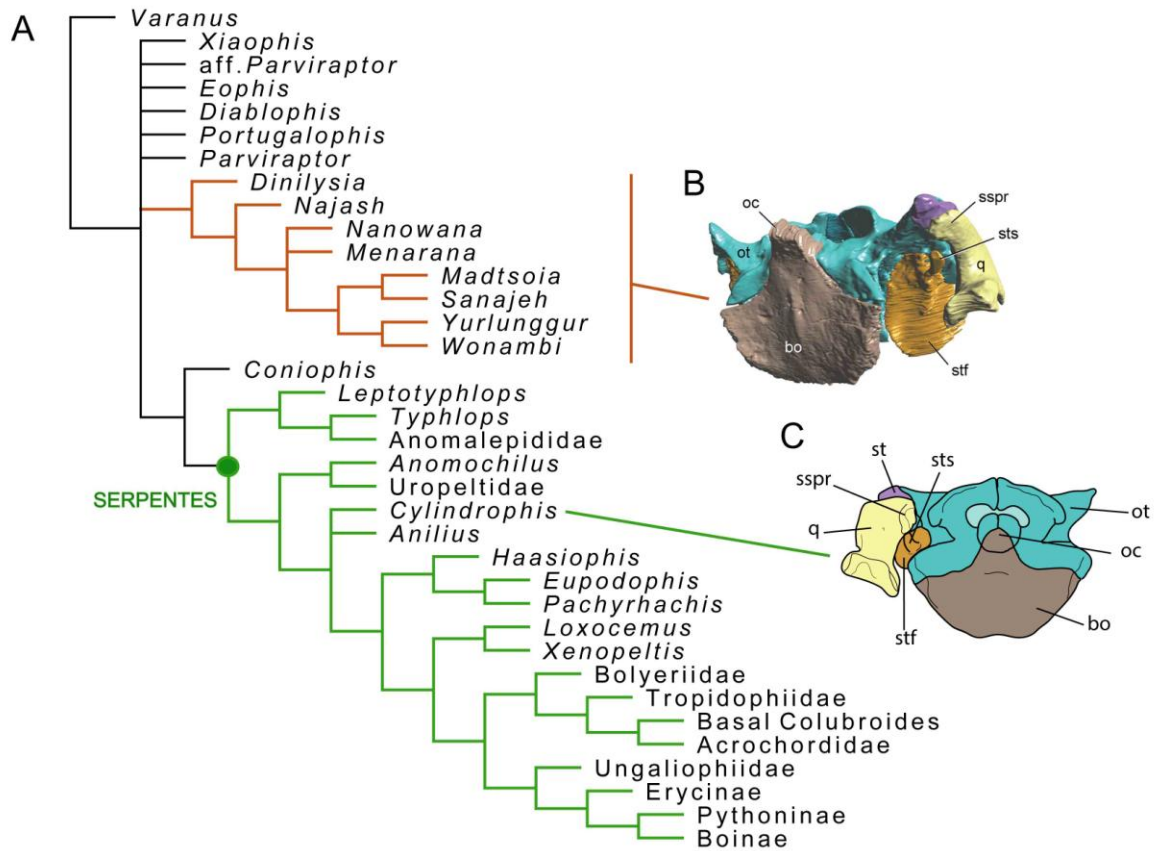 A
Varanus
Xiaophis
aff.Parviraptor
Eophis
Diablophis
Portugalophis
Parviraptor
Dinilysia
Najash
Nanowana
Menarana
Madtsoia
Sanajeh
Yurlunggur
Wonambi
Coniophis
Leptotyphlops
Typhlops
Anomalepididae
Anomochilus
Uropeltidae
Cylindrophis
Anilius
Haasiophis
Eupodophis
Pachyrhachis
Loxocemus
Xenopeltis
Bolyeriidae
Tropidophiidae
Basal Colubroides
Acrochordidae
Ungaliophiidae
Erycinae
Pythoninae
Boinae
SERPENTES
B
oc
sspr
sts
ot
q
bo
stf
C
st
sts
sspr
q
ot
oc
stf
bo